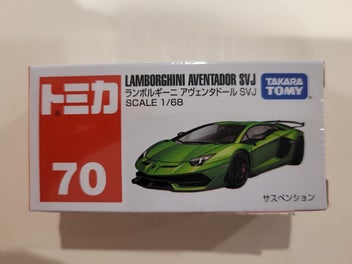 トミカ
70
LAMBORGHINI AVENTADOR SVJ
ランボルギーニ アヴェンタドール SVJ
SCALE 1/68
TAKARA
TOMY
サスペンション